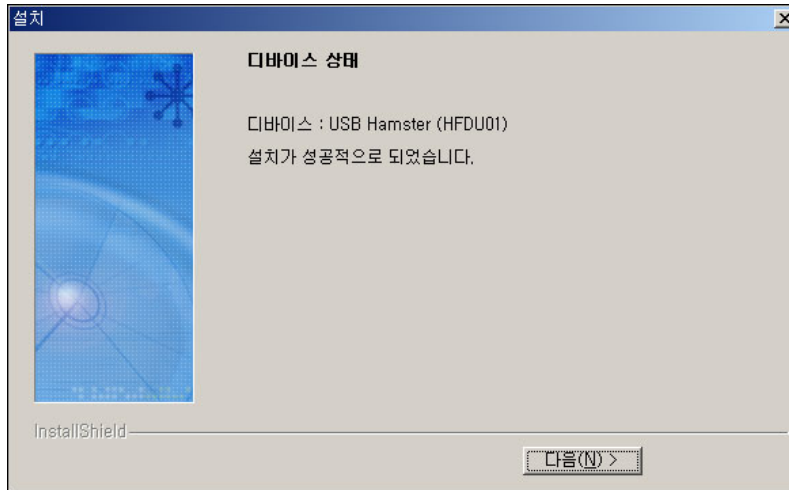 설치
디바이스 상태
디바이스 : USB Hamster (HFDU01)
설치가 성공적으로 되었습니다.
InstallShield
다음(N) >